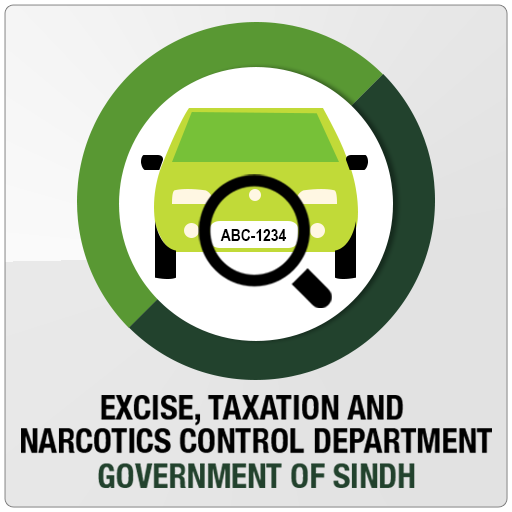 ABC-1234
EXCISE, TAXATION AND
NARCOTICS CONTROL DEPARTMENT
GOVERNMENT OF SINDH